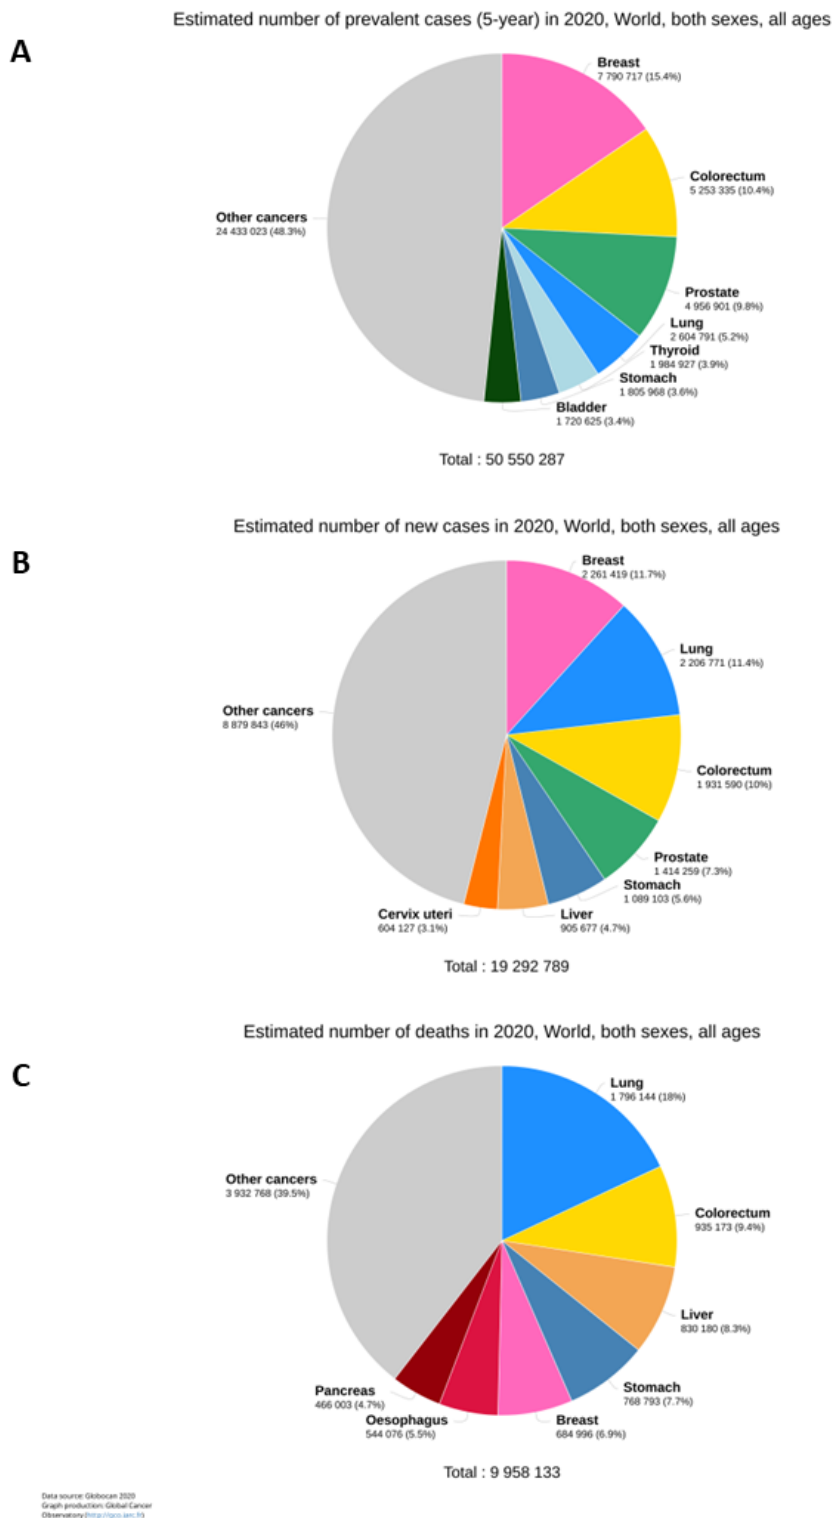 Estimated number of prevalent cases (5-year) in 2020, World, both sexes, all ages
A
Breast
7 790 717 (15.4%)
Colorectum
5 253 335 (10.4%)
Other cancers
24 433 023 (48.3%)
Prostate
4 956 901 (9.8%)
Lung
2 604 791 (5.2%)
Thyroid
1 984 927 (3.9%)
Stomach
1 805 968 (3.6%)
Bladder
1 720 625 (3.4%)
Total : 50 550 287
Estimated number of new cases in 2020, World, both sexes, all ages
B
Breast
2 261 419 (11.7%)
Lung
2 206 771 (11.4%)
Other cancers
8 879 843 (46%)
Colorectum
1 931 590 (10%)
Prostate
1 414 259 (7.3%)
Stomach
1 089 103 (5.6%)
Cervix uteri
604 127 (3.1%)
Liver
905 677 (4.7%)
Total : 19 292 789
Estimated number of deaths in 2020, World, both sexes, all ages
C
Lung
1 796 144 (18%)
Other cancers
3 932 768 (39.5%)
Colorectum
935 173 (9.4%)
Liver
830 180 (8.3%)
Stomach
768 793 (7.7%)
Pancreas
466 003 (4.7%)
Oesophagus
544 076 (5.5%)
Breast
684 996 (6.9%)
Total : 9 958 133
Data source: Globocan 2020
Graph production: Global Cancer
Observatory (http://gco.iarc.fr)